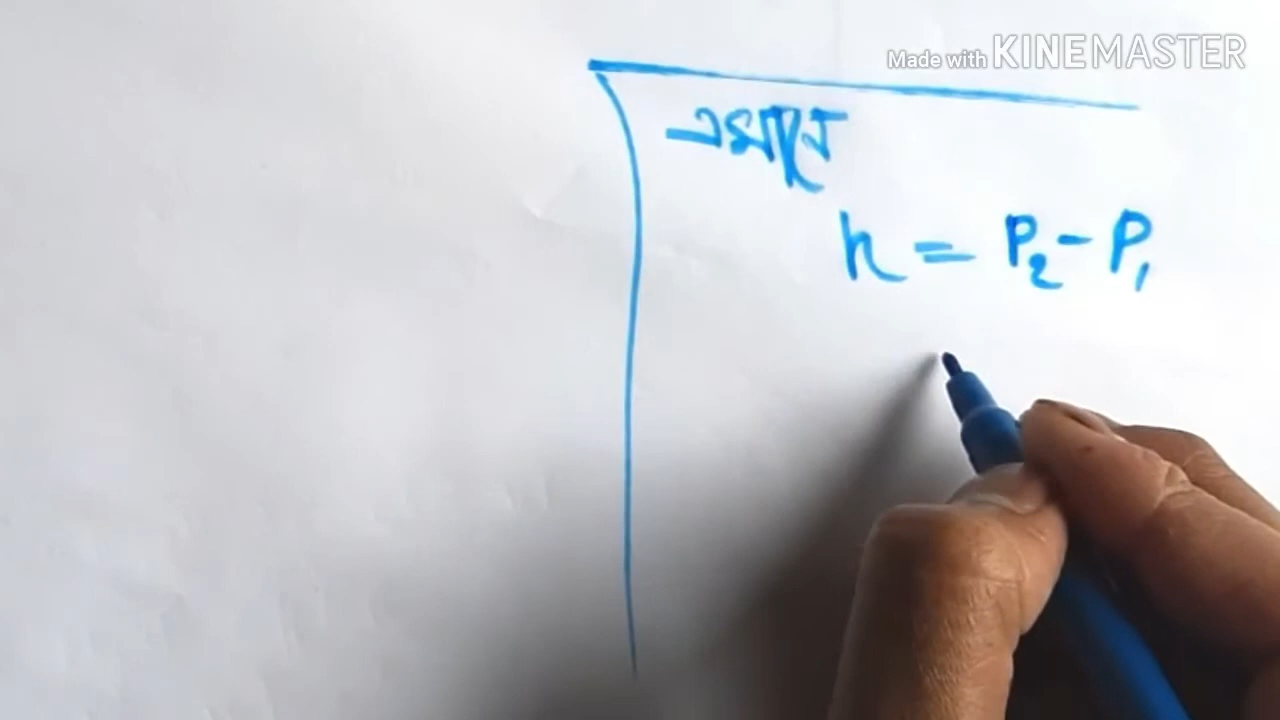 Made with KINEMASTER
এখানে
h = P₂ - P₁